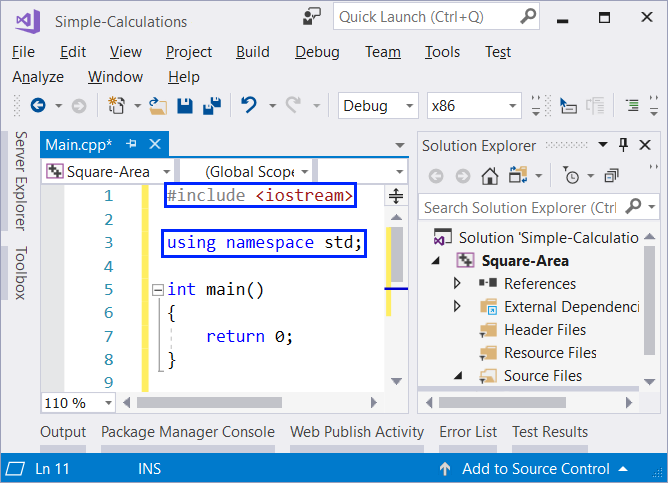 Simple-Calculations
Quick Launch (Ctrl+Q)
File Edit View Project Build Debug Team Tools Test
Analyze Window Help
Debug x86
Server Explorer
Toolbox
Main.cpp*
Square-Area (Global Scope
1 #include <iostream>
2
3 using namespace std;
4
5 int main()
6 {
7 return 0;
8 }
9
110 %
Solution Explorer
Search Solution Explorer (Ctrl
Solution 'Simple-Calculatio
Square-Area
References
External Dependenci
Header Files
Resource Files
Source Files
Output Package Manager Console Web Publish Activity Error List Test Results
Ln 11 INS Add to Source Control